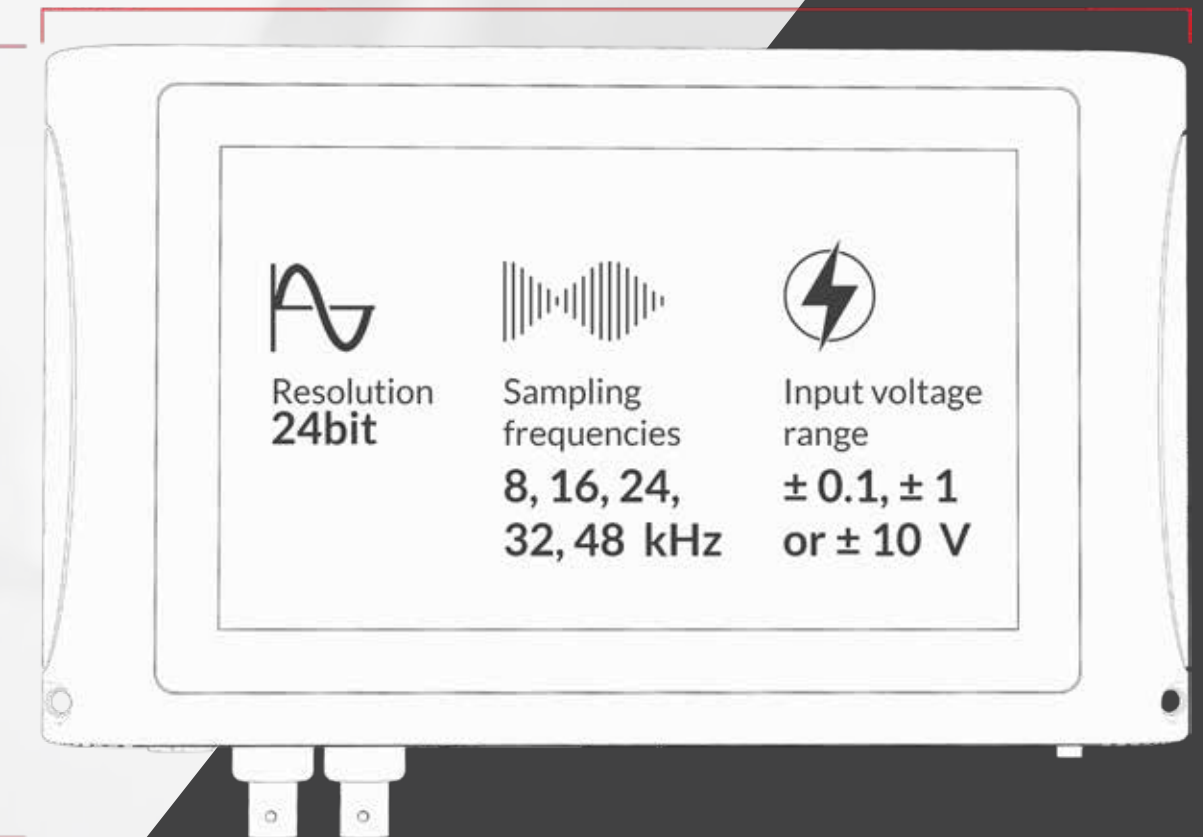 Resolution
24bit
Sampling
frequencies
8, 16, 24,
32, 48 kHz
Input voltage
range
± 0.1, ± 1
or ± 10 V